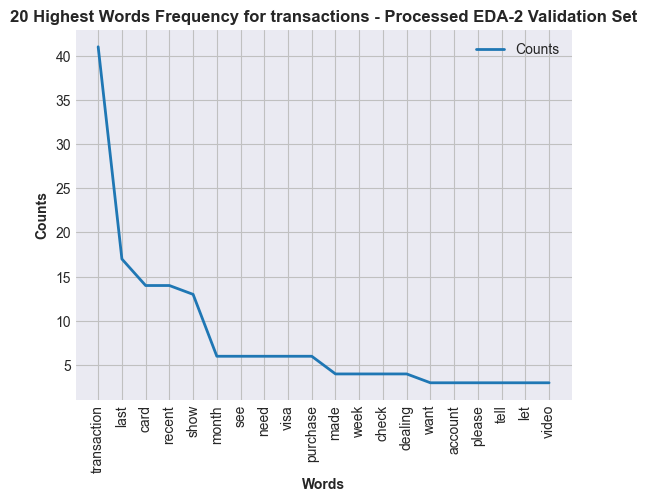 20 Highest Words Frequency for transactions - Processed EDA-2 Validation Set
Counts
40
35
30
25
20
15
10
5
Counts
transaction
last
card
recent
show
month
see
need
visa
purchase
made
week
check
dealing
want
account
please
tell
let
video
Words